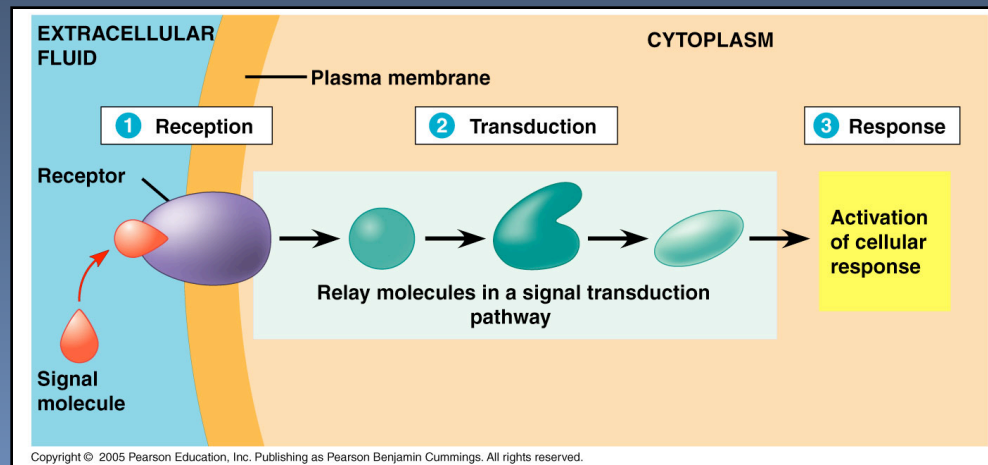 EXTRACELLULAR
FLUID
CYTOPLASM
Plasma membrane
1 Reception
2 Transduction
3 Response
Receptor
Activation
of cellular
response
Relay molecules in a signal transduction
pathway
Signal
molecule
Copyright © 2005 Pearson Education, Inc. Publishing as Pearson Benjamin Cummings. All rights reserved.